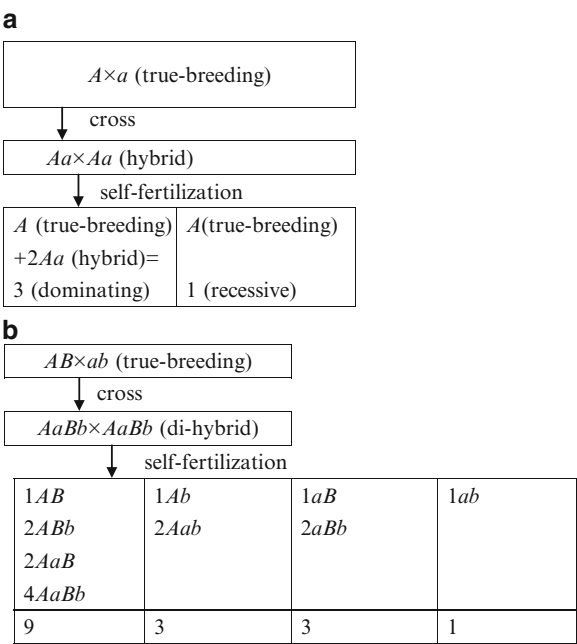 a
A×a (true-breeding)
cross
Aa×Aa (hybrid)
self-fertilization
A (true-breeding) A(true-breeding)
+2Aa (hybrid)=
3 (dominating) 1 (recessive)
b
AB×ab (true-breeding)
cross
AaBb×AaBb (di-hybrid)
self-fertilization
1AB 1Ab 1aB 1ab
2ABb 2Aab 2aBb
2AaB
4AaBb
9 3 3 1